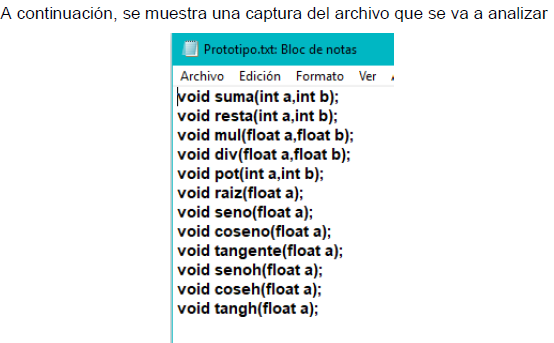 A continuación, se muestra una captura del archivo que se va a analizar
Prototipo.txt: Bloc de notas
Archivo Edición Formato Ver
void suma(int a,int b);
void resta(int a,int b);
void mul(float a,float b);
void div(float a,float b);
void pot(int a,int b);
void raiz(float a);
void seno(float a);
void coseno(float a);
void tangente(float a);
void senoh(float a);
void coseh(float a);
void tangh(float a);